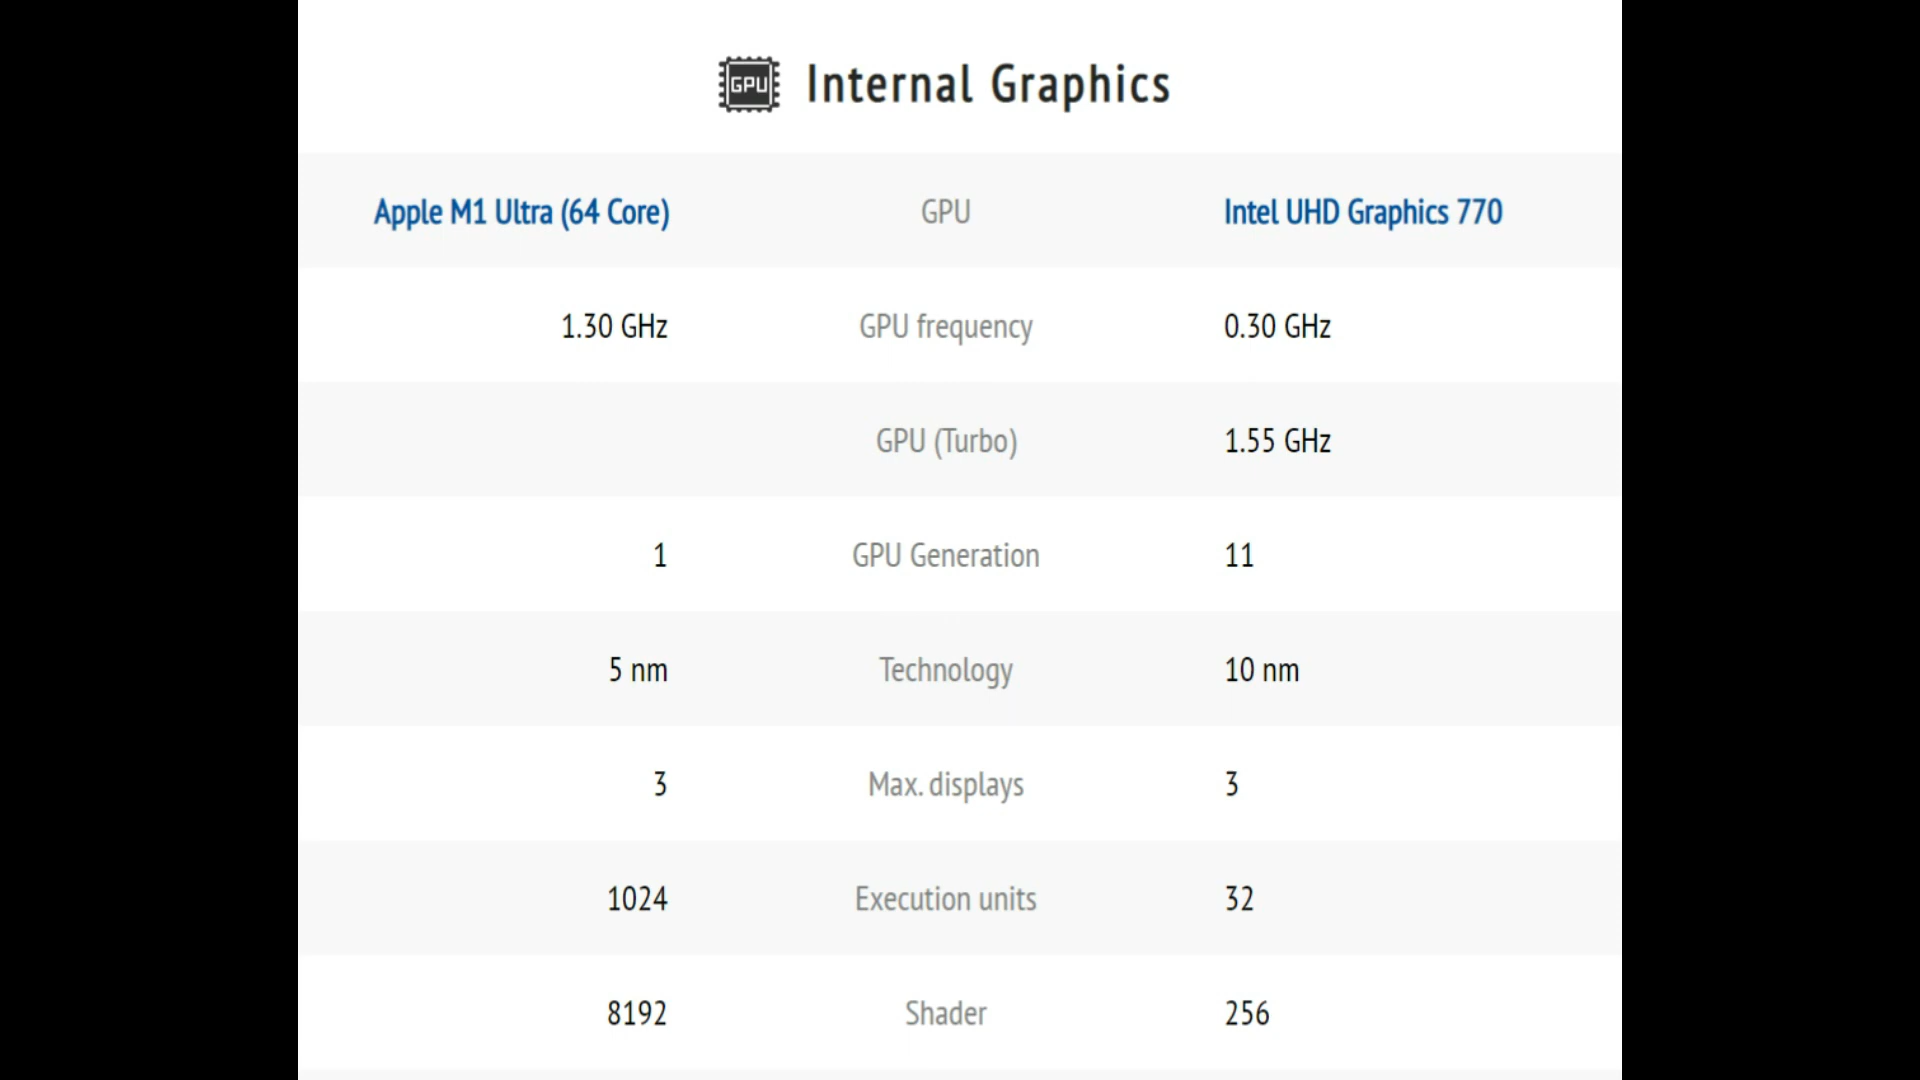 GPU Internal Graphics
Apple M1 Ultra (64 Core) GPU Intel UHD Graphics 770
1.30 GHz GPU frequency 0.30 GHz
GPU (Turbo) 1.55 GHz
1 GPU Generation 11
5 nm Technology 10 nm
3 Max. displays 3
1024 Execution units 32
8192 Shader 256